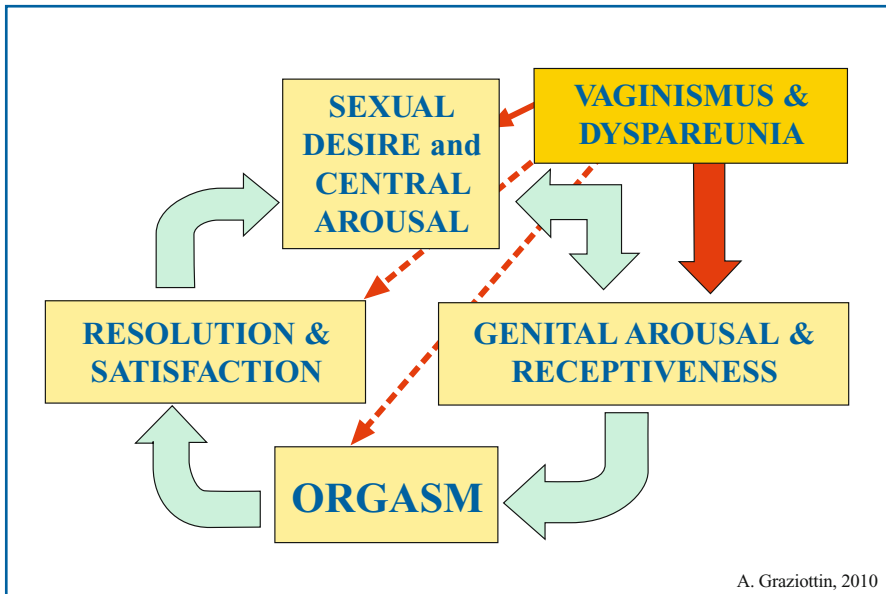 SEXUAL
DESIRE and
CENTRAL
AROUSAL
VAGINISMUS &
DYSPAREUNIA
RESOLUTION &
SATISFACTION
GENITAL AROUSAL &
RECEPTIVENESS
ORGASM
A. Graziottin, 2010